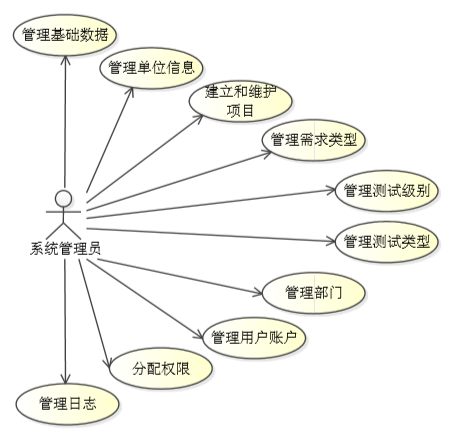 管理基础数据
管理单位信息
建立和维护
项目
管理需求类型
管理测试级别
系统管理员
管理测试类型
管理部门
管理用户账户
分配权限
管理日志